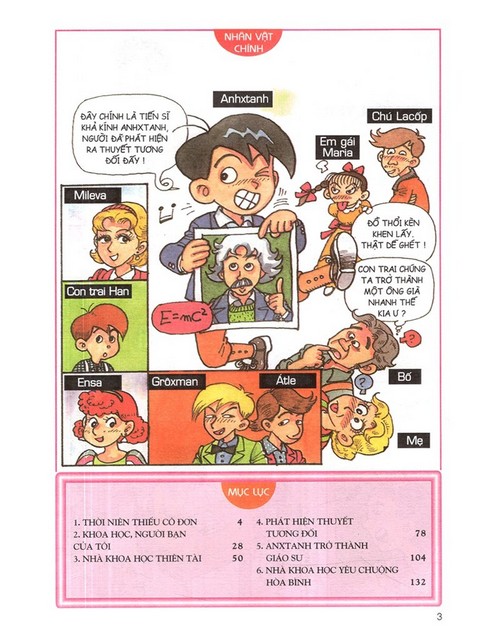 NHÂN VẬT
CHÍNH
Anhxtanh
ĐÂY CHÍNH LÀ TIẾN SĨ
KHẢ KÍNH ANHXTANH,
NGƯỜI ĐÃ PHÁT HIỆN
RA THUYẾT TƯƠNG
ĐỐI ĐẤY !
Chú Lacốp
Em gái
Maria
Mileva
ĐỒ THỔI KÈN
KHEN LẤY.
THẬT DỄ GHÉT !
CON TRAI CHÚNG
TA TRỞ THÀNH
MỘT ÔNG GIÀ
NHANH THẾ
KIA Ư ?
Con trai Han
E=mC²
?
?
Bố
Ensa
Grôxman
Átle
Mẹ
MỤC LỤC
1. THỜI NIÊN THIẾU CÔ ĐƠN 4
2. KHOA HỌC, NGƯỜI BẠN
CỦA TÔI 28
3. NHÀ KHOA HỌC THIÊN TÀI 50
4. PHÁT HIỆN THUYẾT
TƯƠNG ĐỐI 78
5. ANXTANH TRỞ THÀNH
GIÁO SƯ 104
6. NHÀ KHOA HỌC YÊU CHUỘNG
HÒA BÌNH 132
3